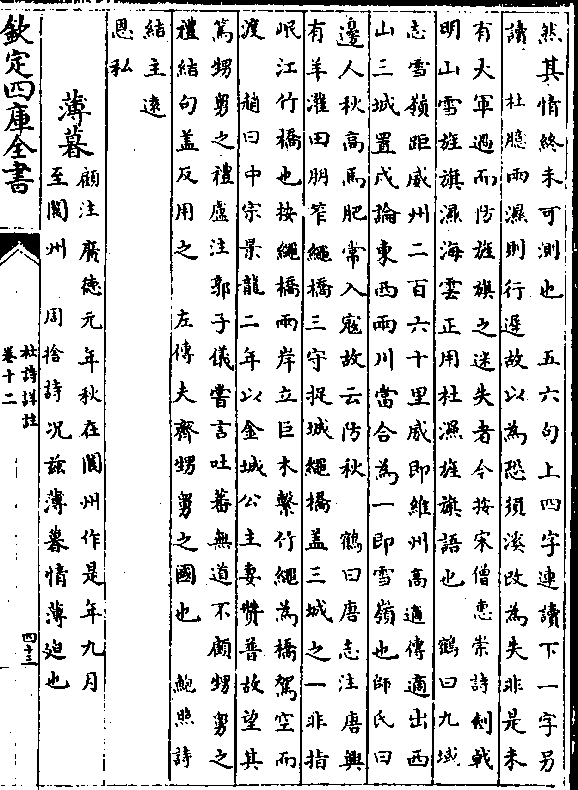 然其情終未可測也　五六句上四字連讀下一字另
讀　杜臆雨濕則行遲故以為恐須溪改為失非是未
有大軍過而防旌旗之迷失者今按宋僧惠崇詩劍戟
明山雪旌旗濕海雲正用杜濕旌旗語也　鶴曰九域
志雪嶺距威州二百六十里威即維州高適傳適出西
山三城置戍論東西兩川當合為一即雪嶺也師氏曰
邊人秋高馬肥常入寇故云防秋　鶴曰唐志注唐興
有羊灌田朋笮繩橋三守捉城繩橋蓋三城之一非指
岷江竹橋也按繩橋兩岸立巨木繫竹繩為橋駕空而
渡　趙曰中宗景龍二年以金城公主妻贊普故望其
篤甥舅之禮盧注郭子儀嘗言吐蕃無道不顧甥舅之
禮結句蓋反用之　左傳夫齊甥舅之國也　鮑照詩
結主遠
恩私
薄暮
顧注廣德元年秋在閬州作是年九月
至閬州　周捨詩况兹薄暮情薄迫也
欽定四庫全書
杜詩詳註
卷十二
四十三